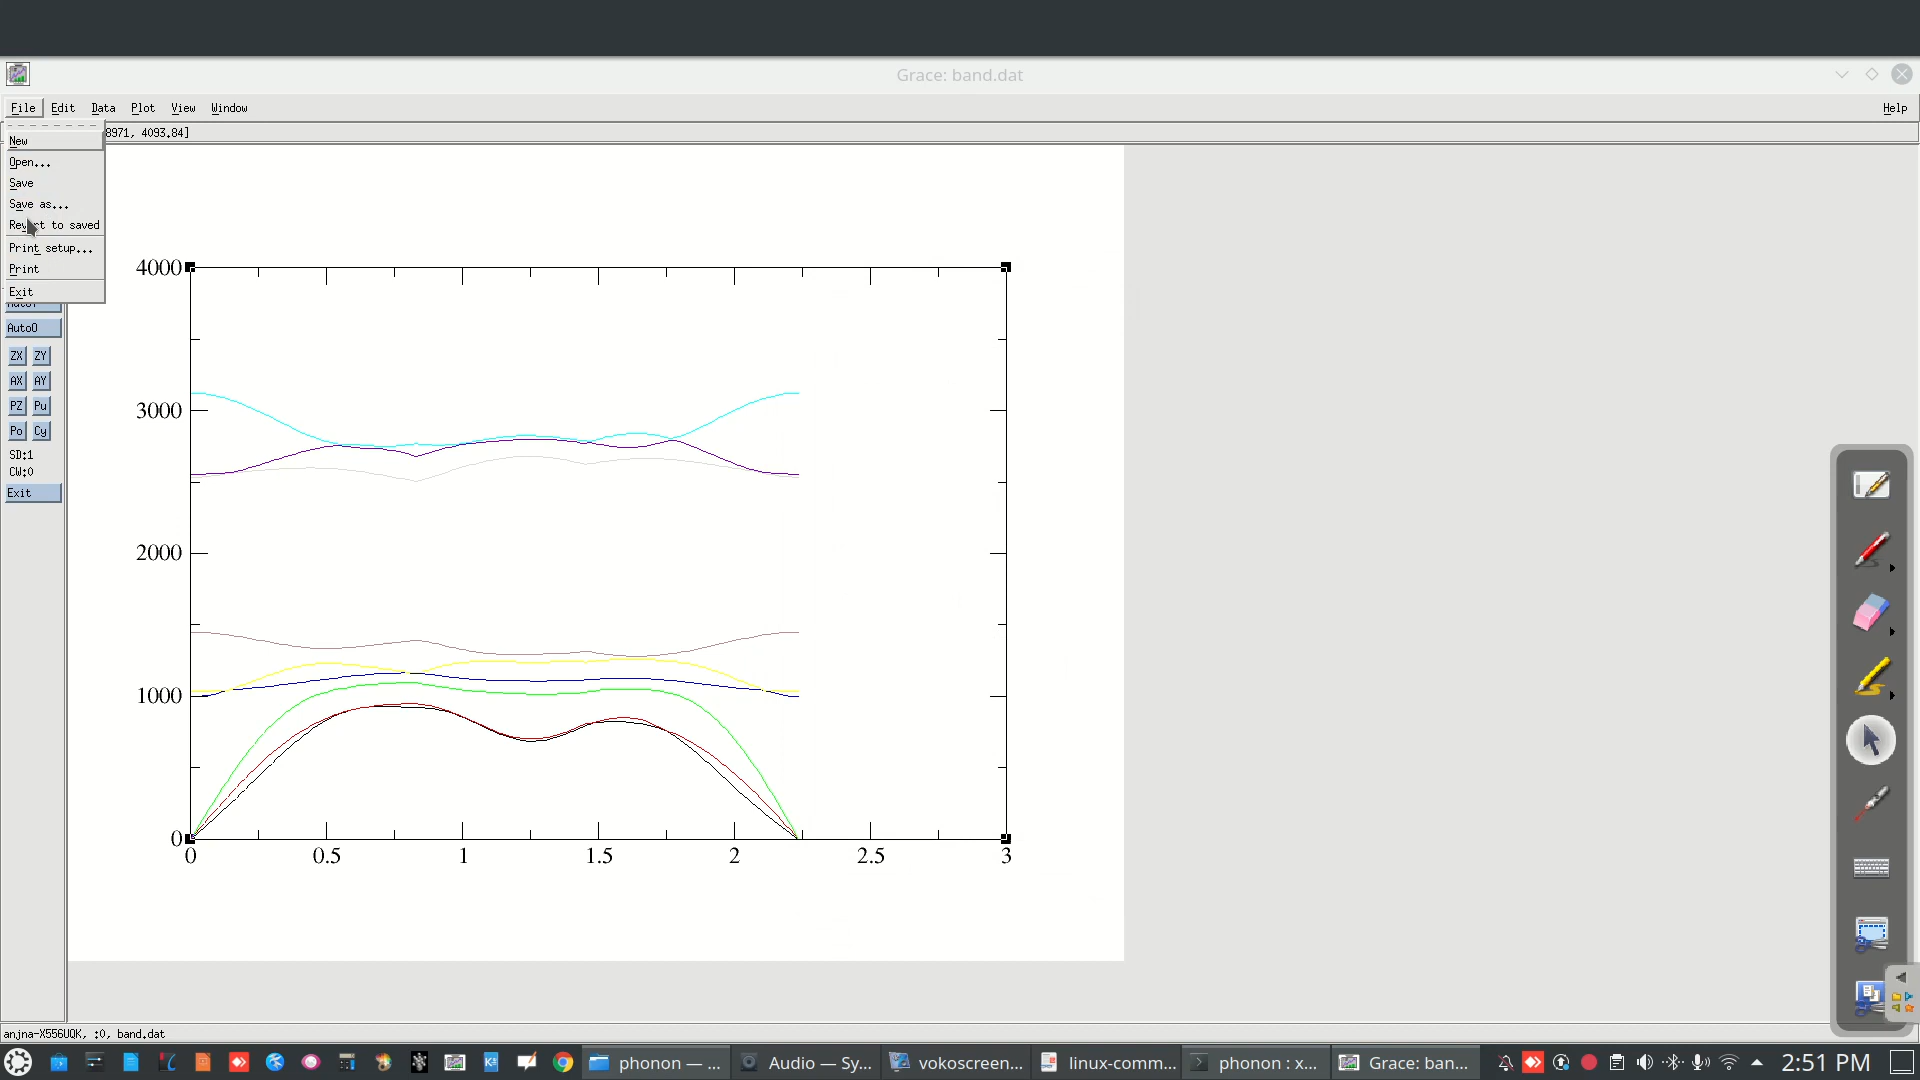 Grace: band.dat
File Edit Data Plot View Window Help
8971, 4093.84]
New
Open...
Save
Save as...
Revert to saved
Print setup...
Print
Exit
AutoO
ZX ZY
AX AY
PZ Pu
Po Cy
SD:1
CW:0
Exit
4000
3000
2000
1000
0
0 0.5 1 1.5 2 2.5 3
anjna-X556UQK, :0, band.dat
phonon — ... Audio — Sy... vokoscreen... linux-comm... phonon : x... Grace: ban... 2:51 PM